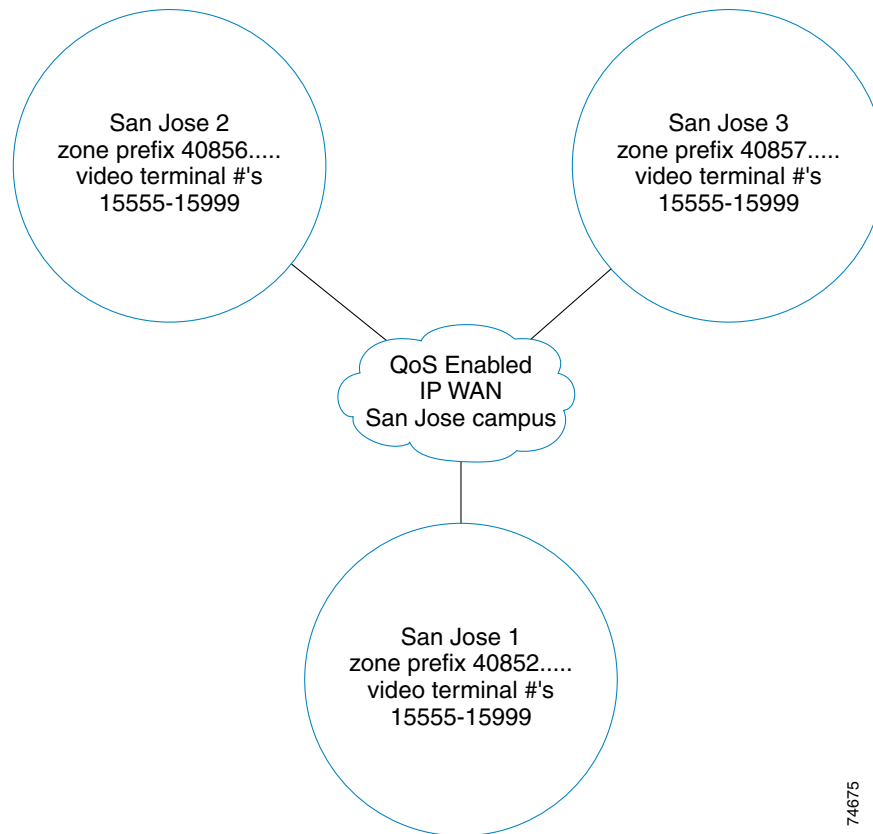 San Jose 2
zone prefix 40856.....
video terminal #'s
15555-15999
San Jose 3
zone prefix 40857.....
video terminal #'s
15555-15999
QoS Enabled
IP WAN
San Jose campus
San Jose 1
zone prefix 40852.....
video terminal #'s
15555-15999
74675